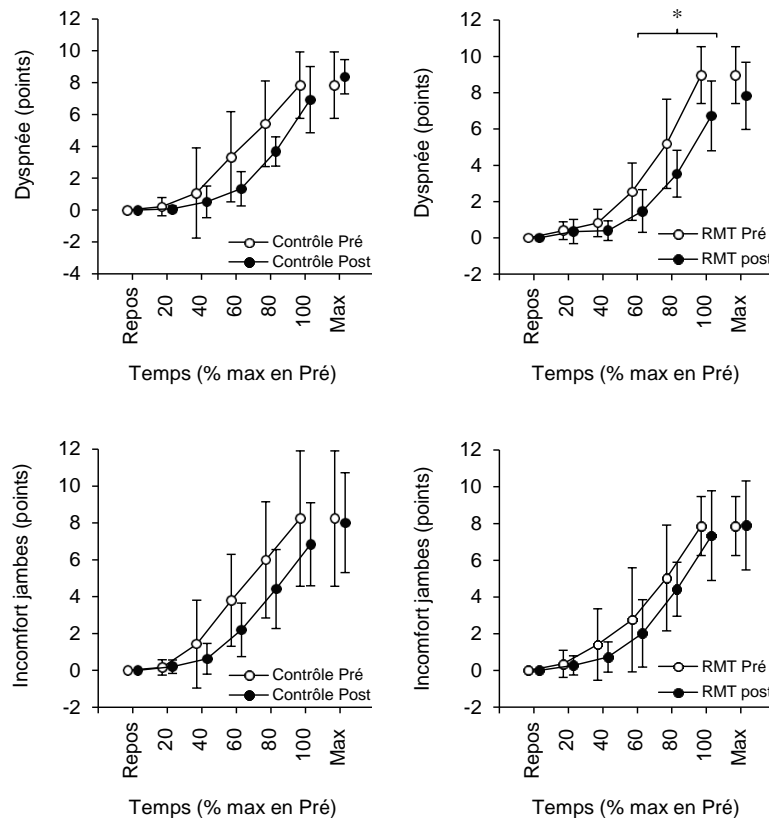 12
10
8
6
4
2
0
-2
-4
Dyspnée (points)
Contrôle Pré
Contrôle Post
Repos
20
40
60
80
100
Max
Temps (% max en Pré)
*
12
10
8
6
4
2
0
-2
Dyspnée (points)
RMT Pré
RMT post
Repos
20
40
60
80
100
Max
Temps (% max en Pré)
12
10
8
6
4
2
0
-2
Incomfort jambes (points)
Contrôle Pré
Contrôle Post
Repos
20
40
60
80
100
Max
Temps (% max en Pré)
12
10
8
6
4
2
0
-2
Incomfort jambes (points)
RMT Pré
RMT post
Repos
20
40
60
80
100
Max
Temps (% max en Pré)